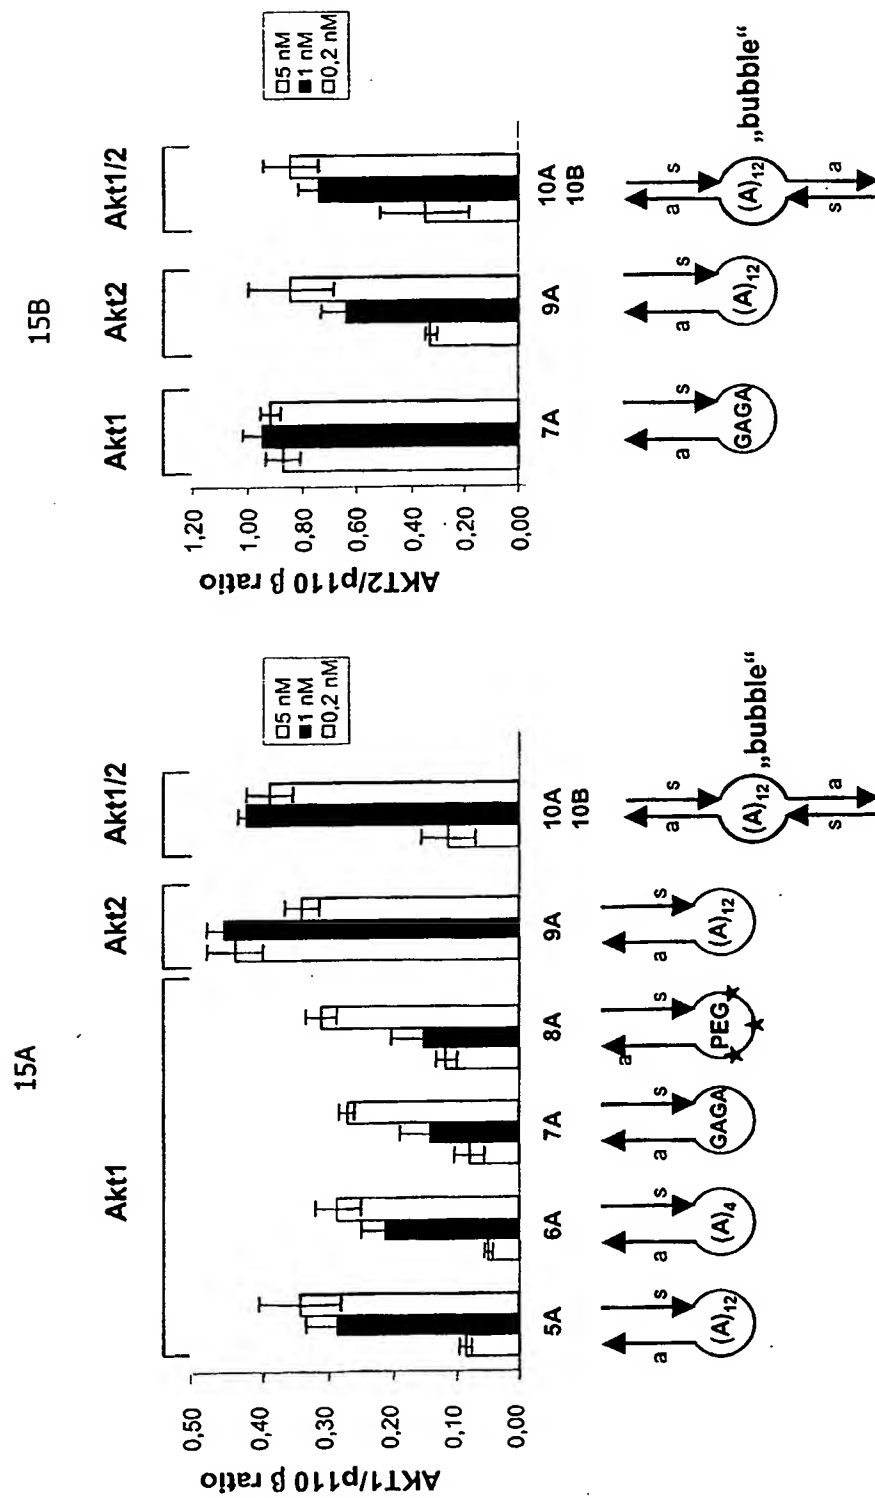 15A
Akt1
Akt2
Akt1/2
□ 5 nM
■ 1 nM
□ 0,2 nM
AKT1/p110 β ratio
0,50
0,40
0,30
0,20
0,10
0,00
5A
6A
7A
8A
9A
10A
10B
a
s
(A)12
a
s
(A)4
a
s
GAGA
a
s
PEG
a
s
(A)12
a
s
(A)12
s
a
„bubble“
15B
Akt1
Akt2
Akt1/2
□ 5 nM
■ 1 nM
□ 0,2 nM
AKT2/p110 β ratio
1,20
1,00
0,80
0,60
0,40
0,20
0,00
7A
9A
10A
10B
a
s
GAGA
a
s
(A)12
a
s
(A)12
s
a
„bubble“